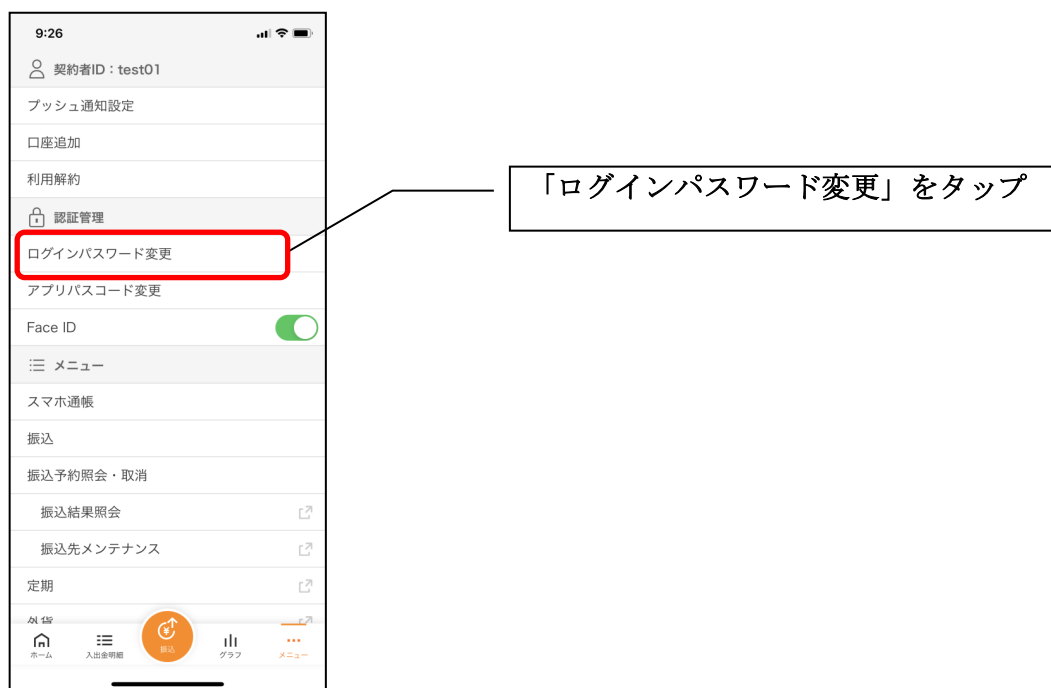 9:26
契約者ID：test01
プッシュ通知設定
口座追加
利用解約
認証管理
ログインパスワード変更
アプリパスコード変更
Face ID
メニュー
スマホ通帳
振込
振込予約照会・取消
振込結果照会
振込先メンテナンス
定期
外貨
ホーム
入出金明細
振込
グラフ
メニュー
「ログインパスワード変更」をタップ